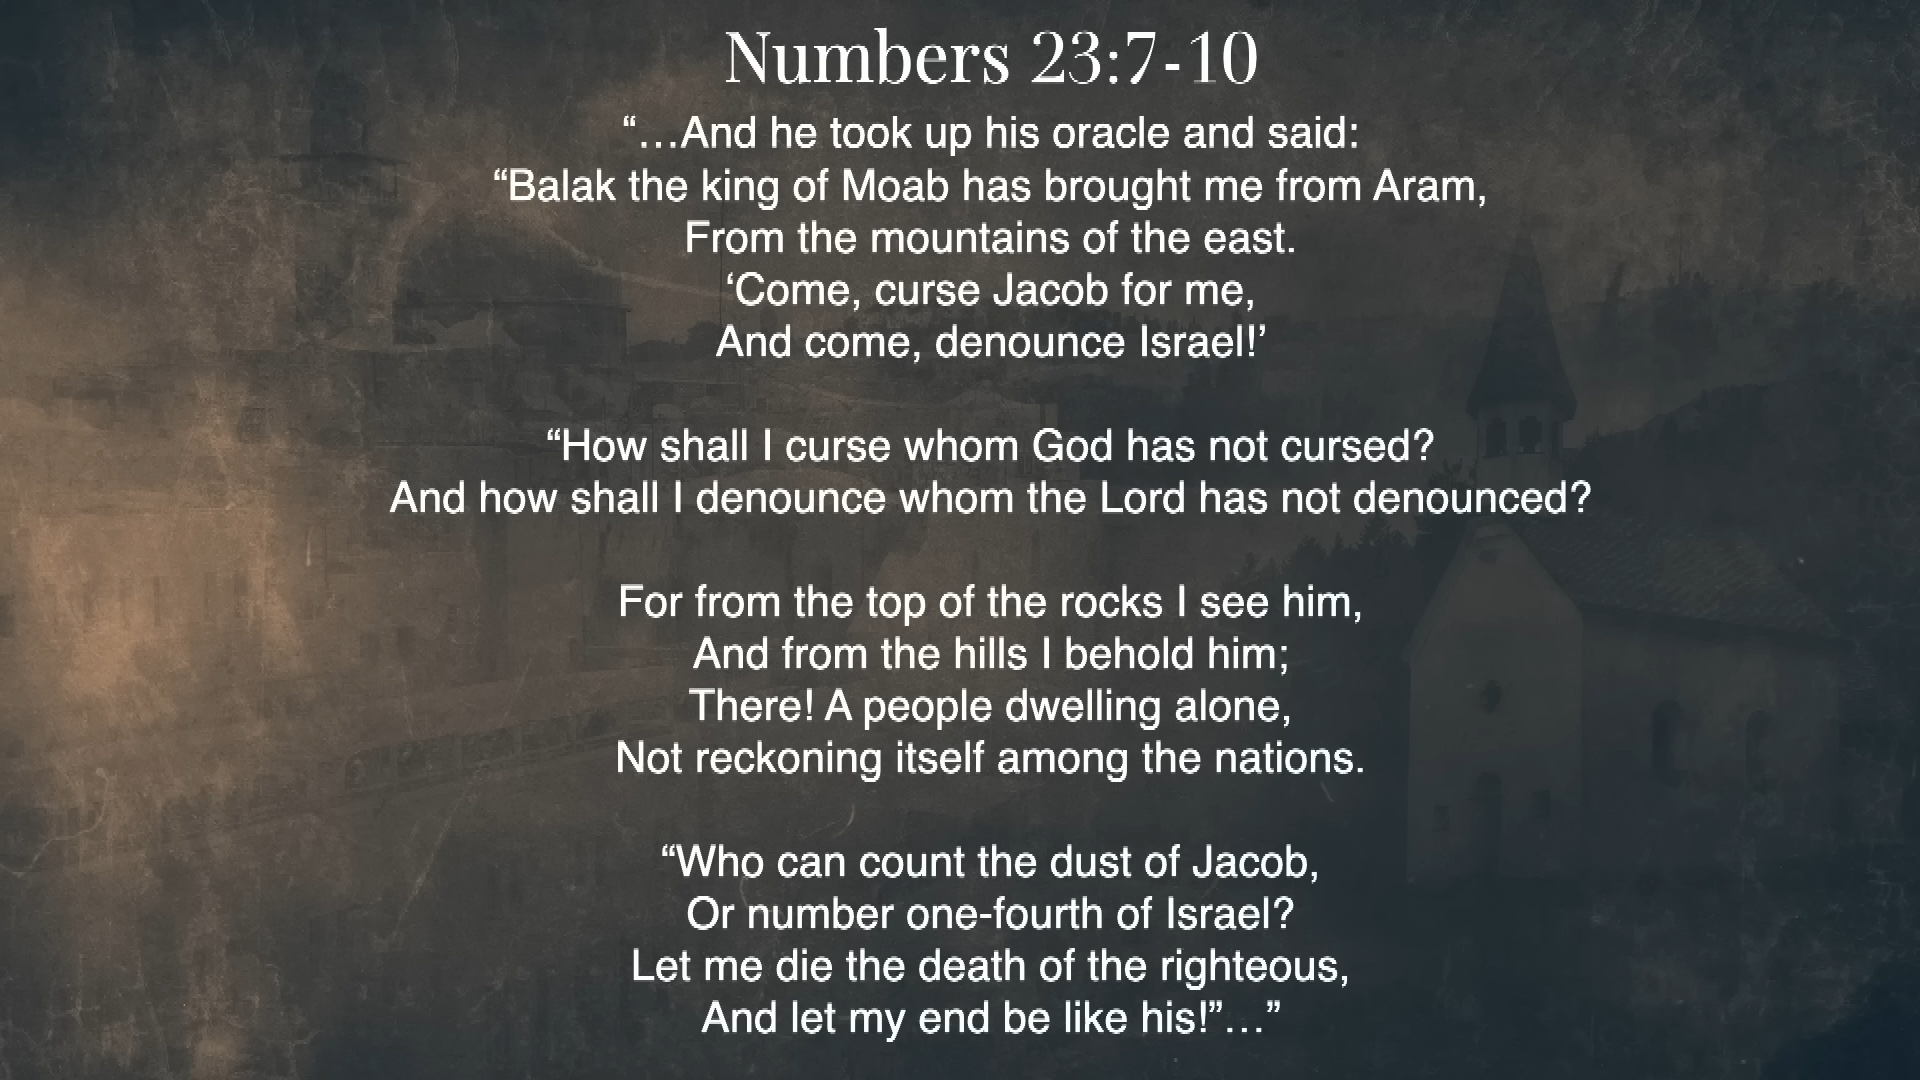 Numbers 23:7-10
“…And he took up his oracle and said:
“Balak the king of Moab has brought me from Aram,
From the mountains of the east.
‘Come, curse Jacob for me,
And come, denounce Israel!’
“How shall I curse whom God has not cursed?
And how shall I denounce whom the Lord has not denounced?
For from the top of the rocks I see him,
And from the hills I behold him;
There! A people dwelling alone,
Not reckoning itself among the nations.
“Who can count the dust of Jacob,
Or number one-fourth of Israel?
Let me die the death of the righteous,
And let my end be like his!”…”